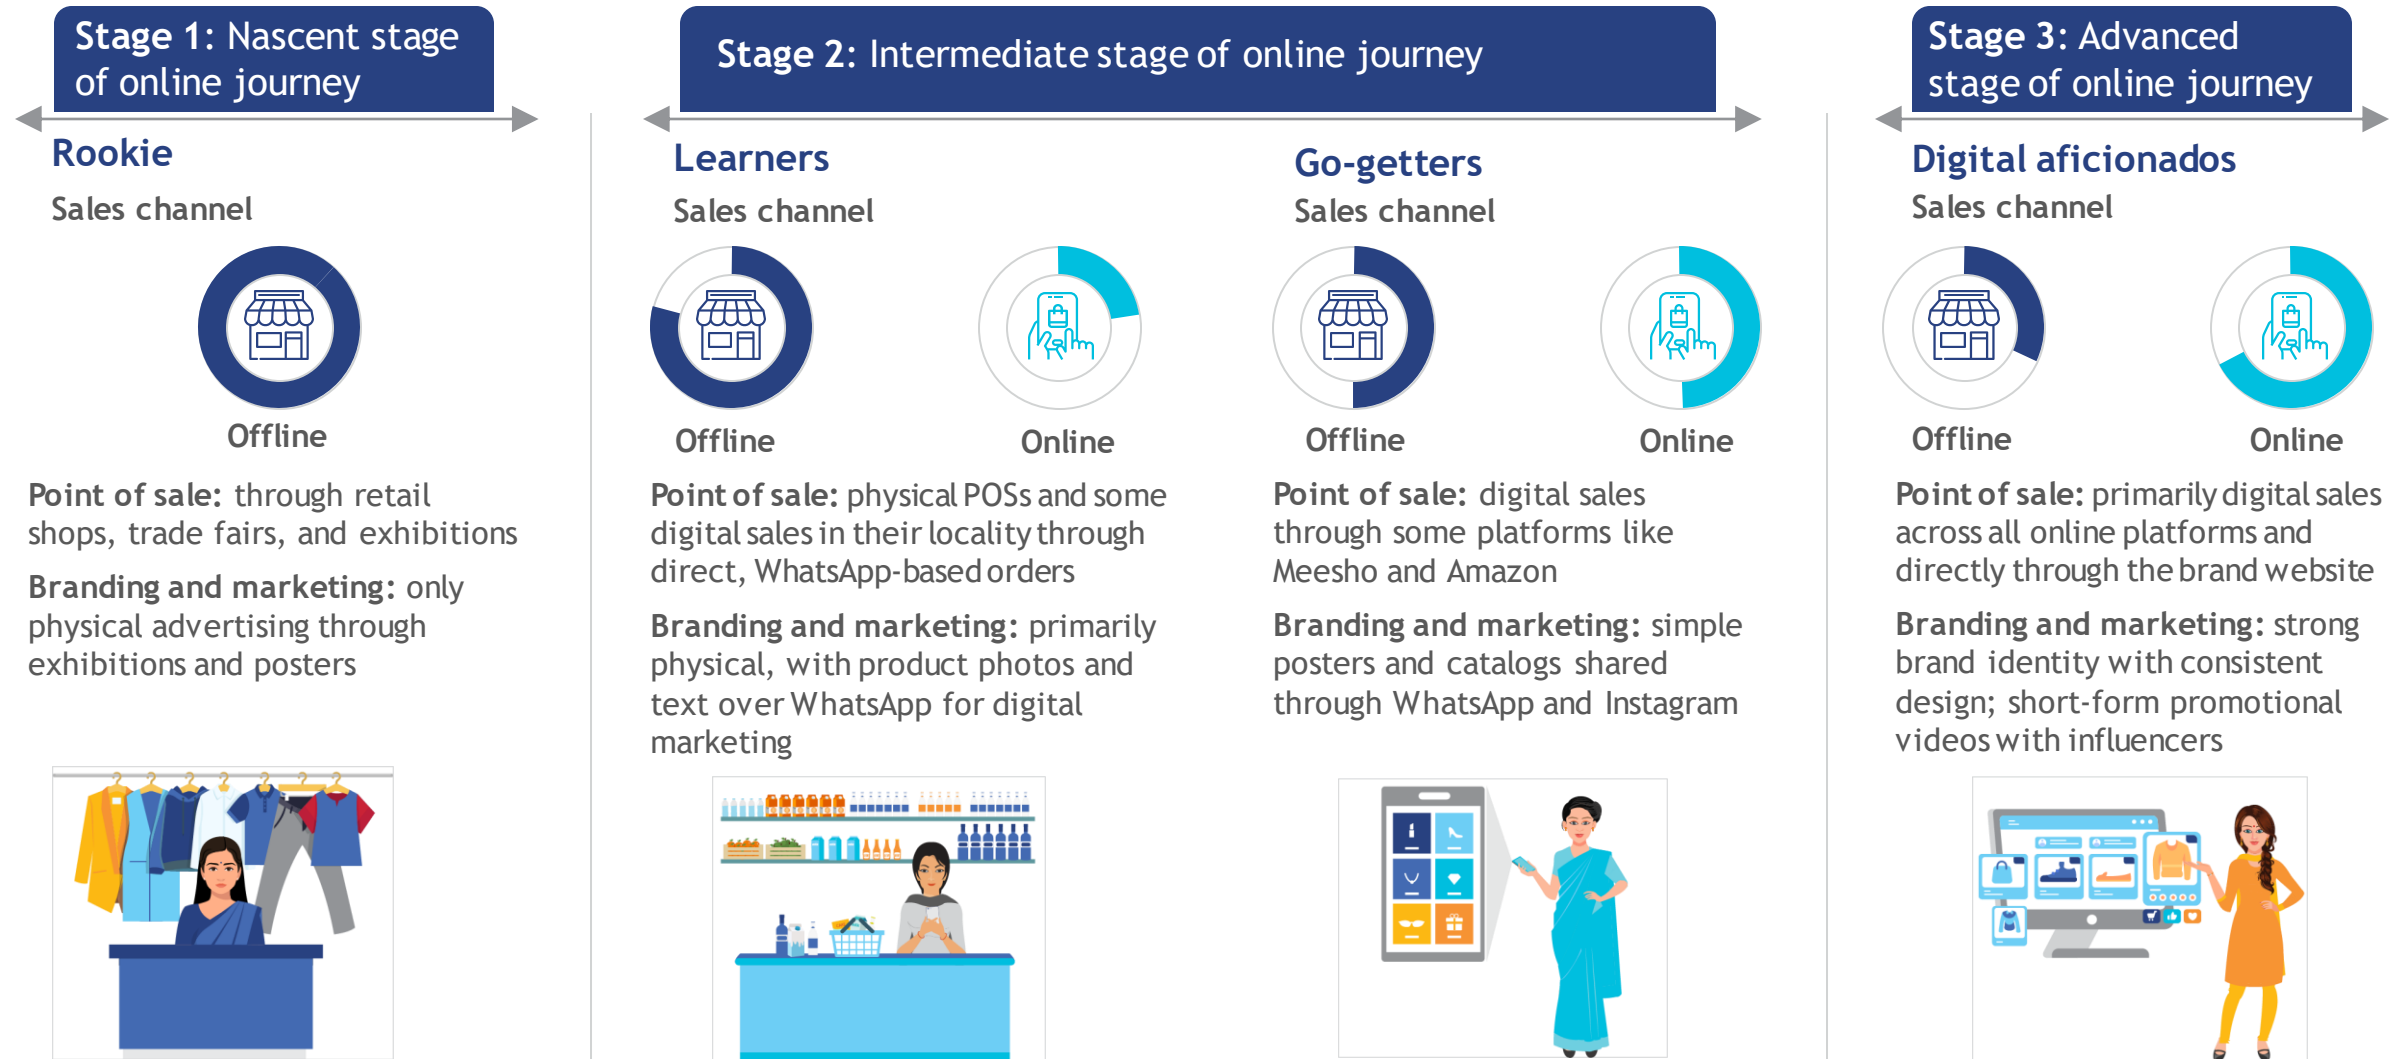 Stage 1: Nascent stage
of online journey
Rookie
Sales channel
Offline
Point of sale: through retail
shops, trade fairs, and exhibitions
Branding and marketing: only
physical advertising through
exhibitions and posters
Stage 2: Intermediate stage of online journey
Learners
Sales channel
Offline
Online
Point of sale: physical POSs and some
digital sales in their locality through
direct, WhatsApp-based orders
Branding and marketing: primarily
physical, with product photos and
text over WhatsApp for digital
marketing
Go-getters
Sales channel
Offline
Online
Point of sale: digital sales
through some platforms like
Meesho and Amazon
Branding and marketing: simple
posters and catalogs shared
through WhatsApp and Instagram
Stage 3: Advanced
stage of online journey
Digital aficionados
Sales channel
Offline
Online
Point of sale: primarily digital sales
across all online platforms and
directly through the brand website
Branding and marketing: strong
brand identity with consistent
design; short-form promotional
videos with influencers